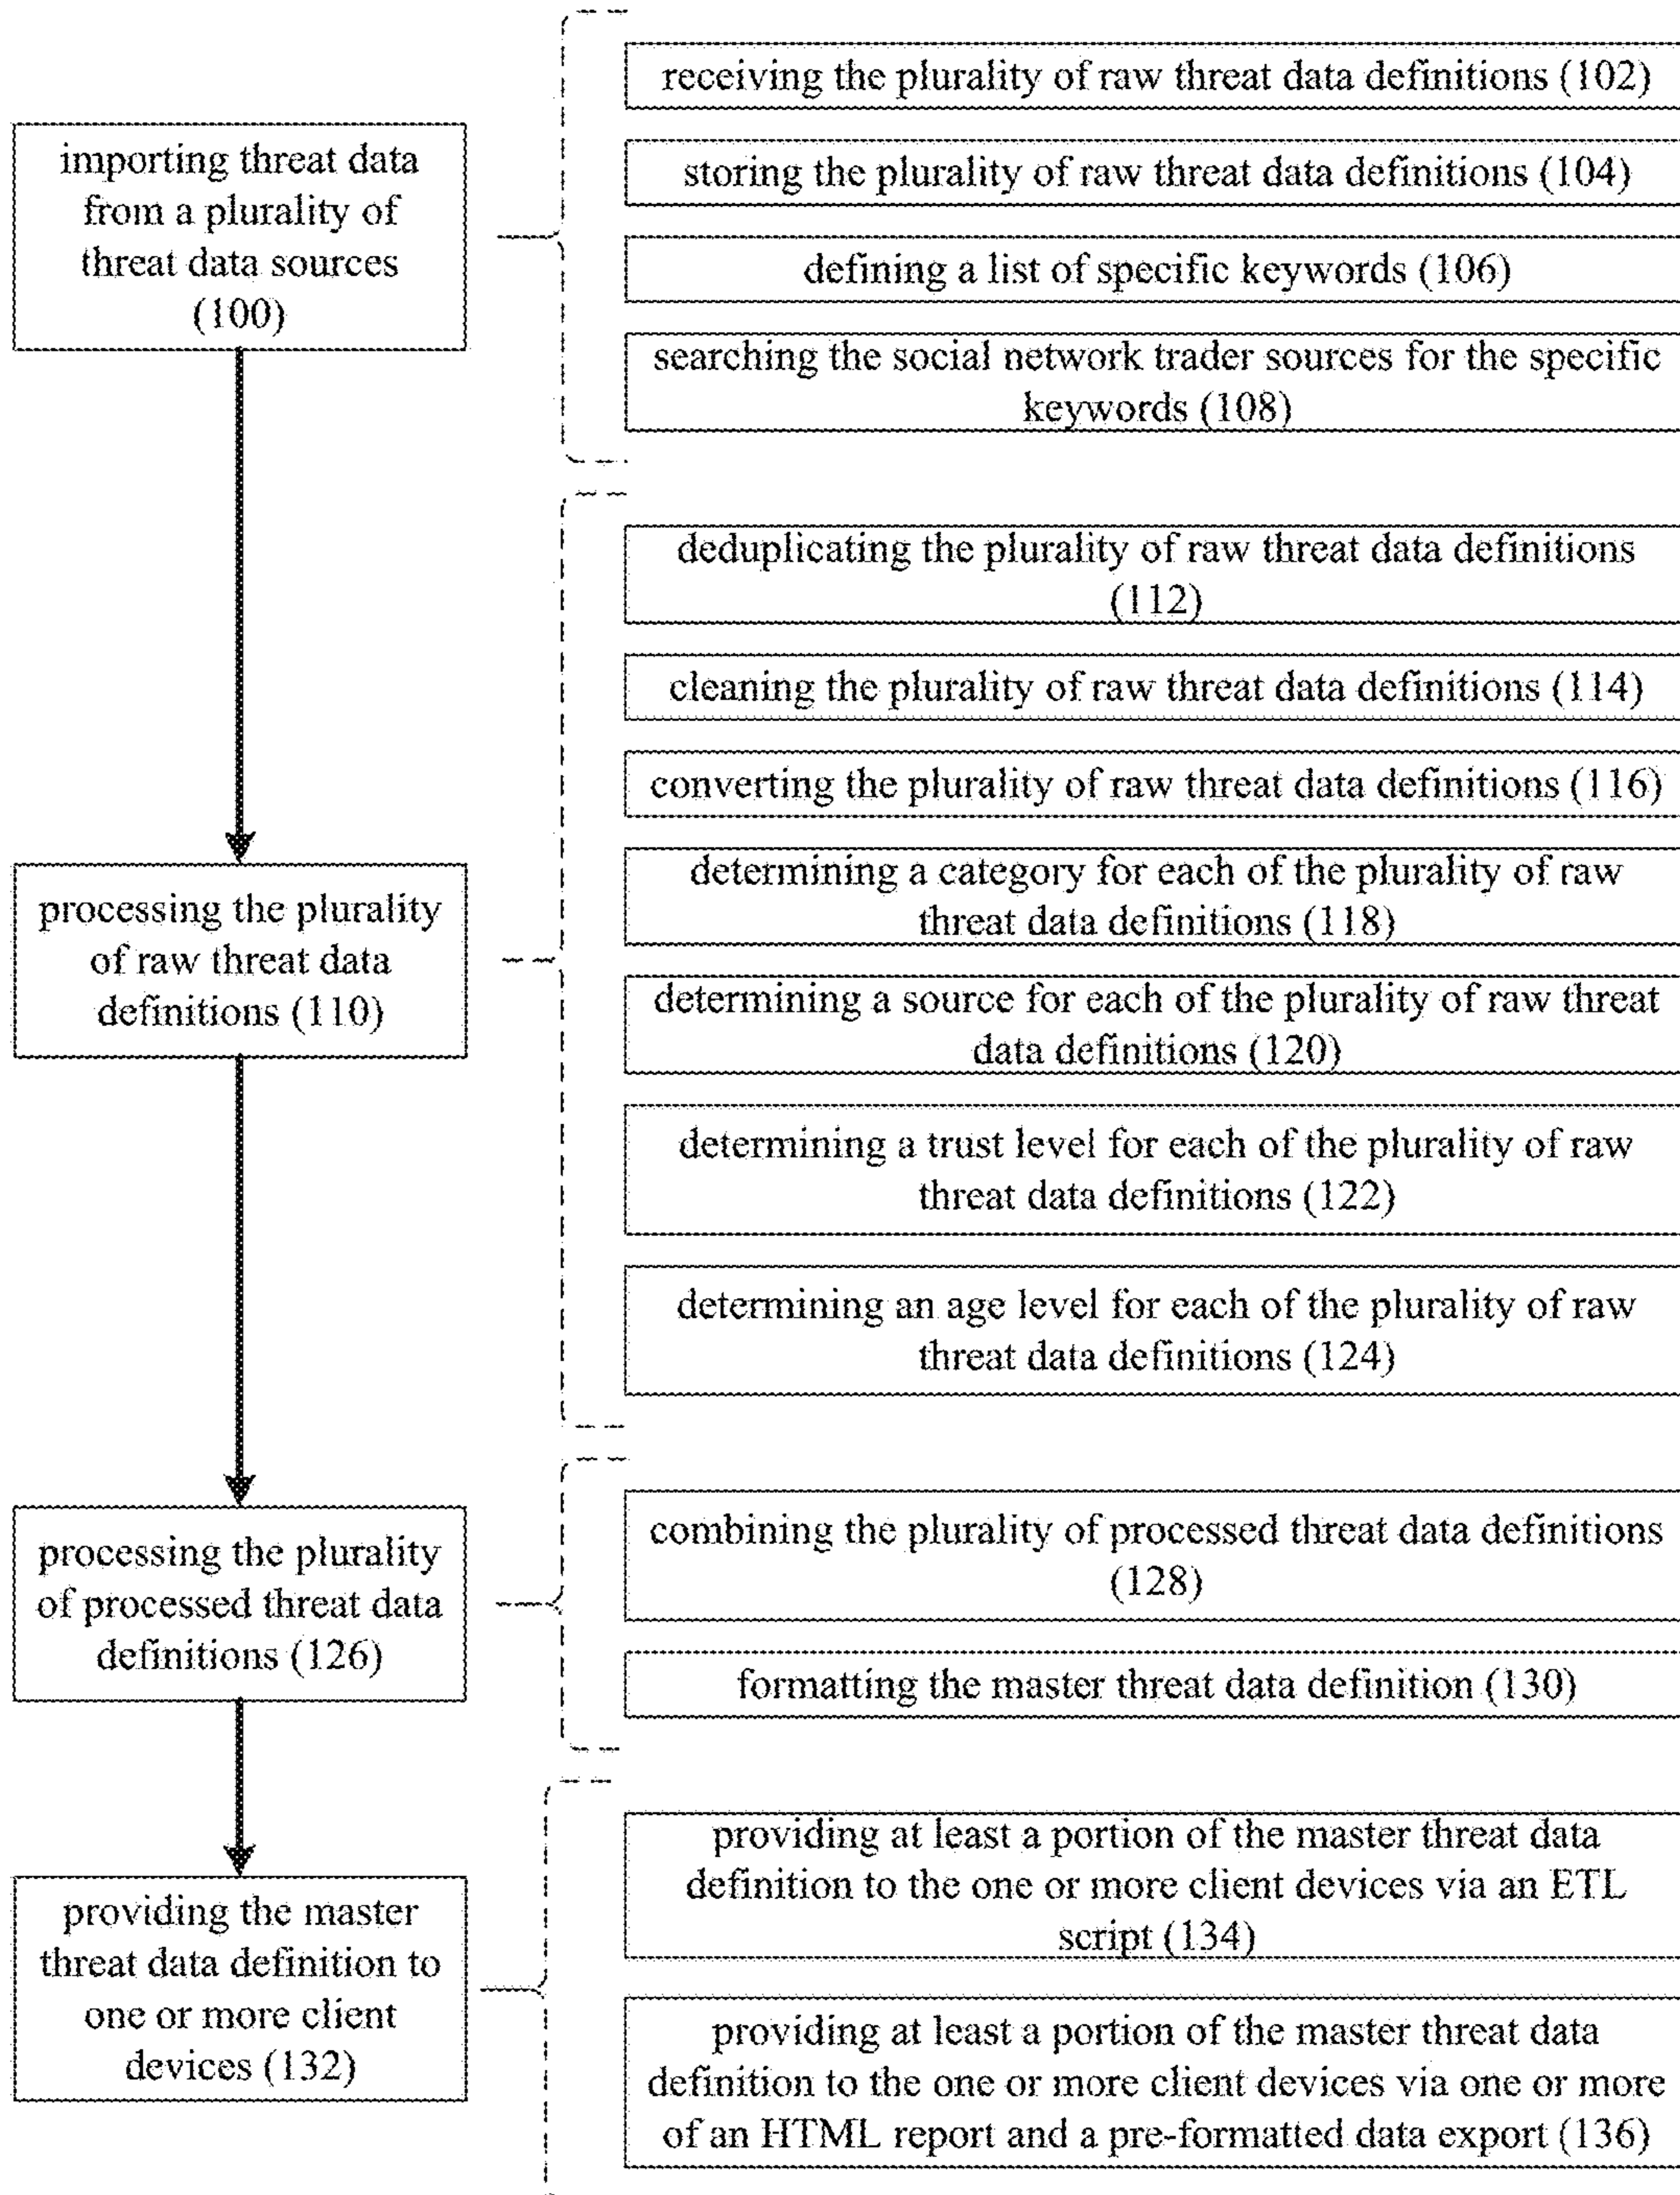 importing threat data
from a plurality of
threat data sources
(100)
receiving the plurality of raw threat data definitions (102)
storing the plurality of raw threat data definitions (104)
defining a list of specific keywords (106)
searching the social network trader sources for the specific
keywords (108)
processing the plurality
of raw threat data
definitions (110)
deduplicating the plurality of raw threat data definitions
(112)
cleaning the plurality of raw threat data definitions (114)
converting the plurality of raw threat data definitions (116)
determining a category for each of the plurality of raw
threat data definitions (118)
determining a source for each of the plurality of raw threat
data definitions (120)
determining a trust level for each of the plurality of raw
threat data definitions (122)
determining an age level for each of the plurality of raw
threat data definitions (124)
processing the plurality
of processed threat data
definitions (126)
combining the plurality of processed threat data definitions
(128)
formatting the master threat data definition (130)
providing the master
threat data definition to
one or more client
devices (132)
providing at least a portion of the master threat data
definition to the one or more client devices via an ETL
script (134)
providing at least a portion of the master threat data
definition to the one or more client devices via one or more
of an HTML report and a pre-formatted data export (136)